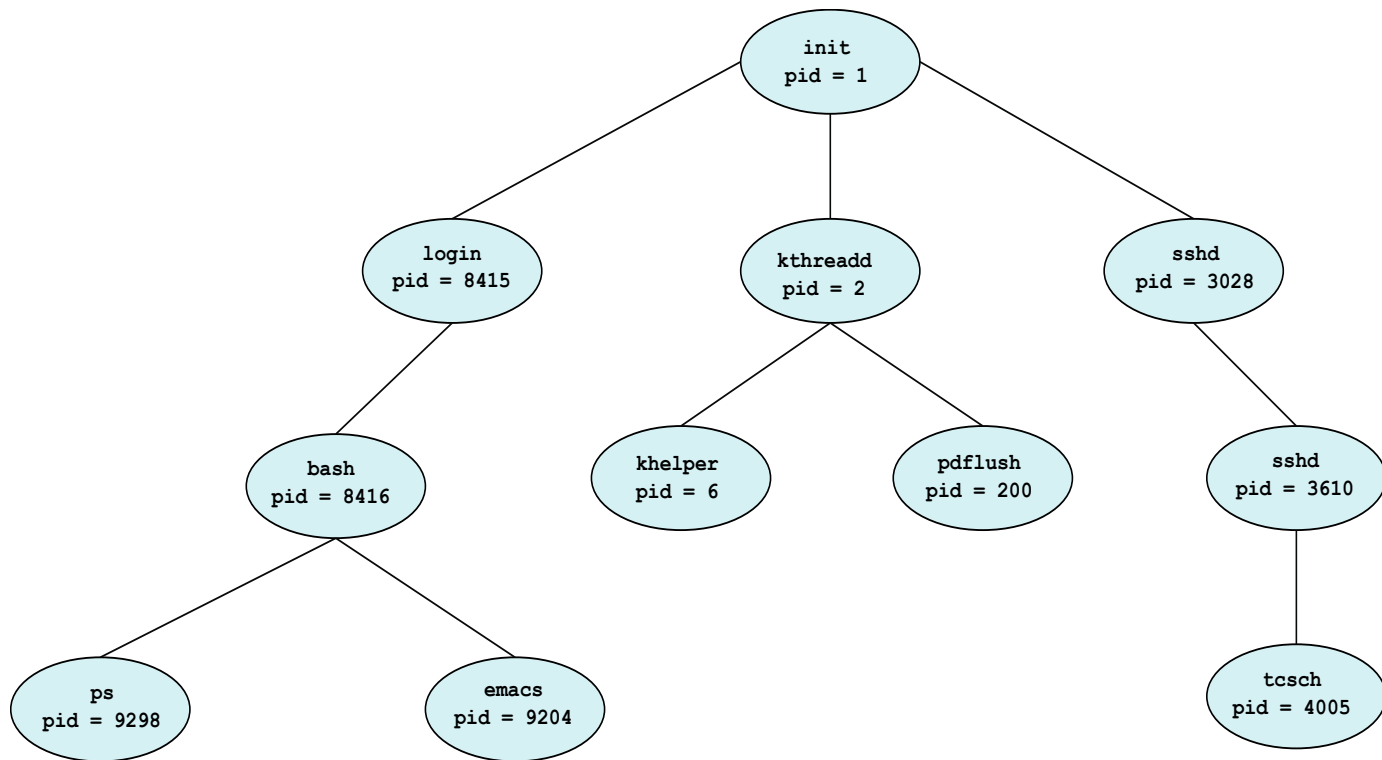 init
pid = 1
login
pid = 8415
kthreadd
pid = 2
sshd
pid = 3028
bash
pid = 8416
khelper
pid = 6
pdflush
pid = 200
sshd
pid = 3610
ps
pid = 9298
emacs
pid = 9204
tcsch
pid = 4005